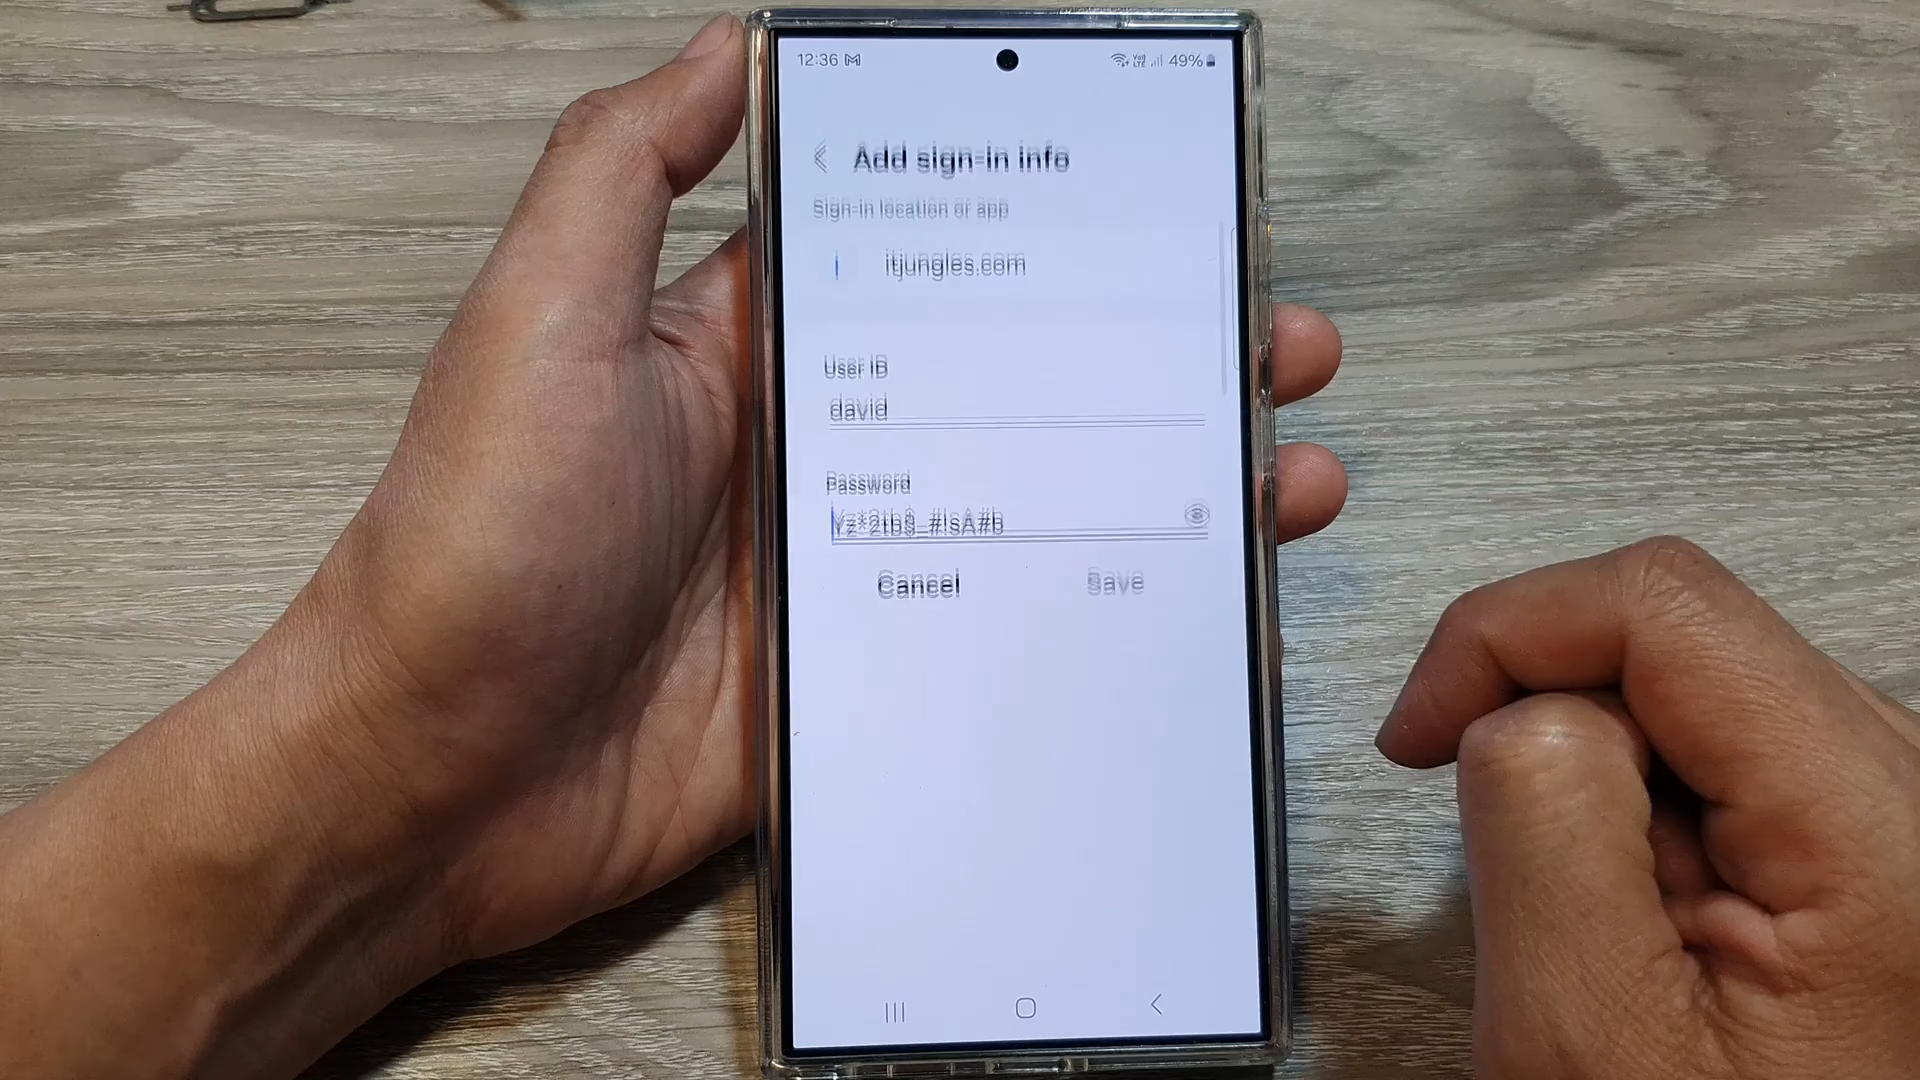 12:36 49%
Add sign-in info
Sign-in location or app
i itjungles.com
User ID
david
Password
Yz*2tb$_#!sA#b
Cancel Save